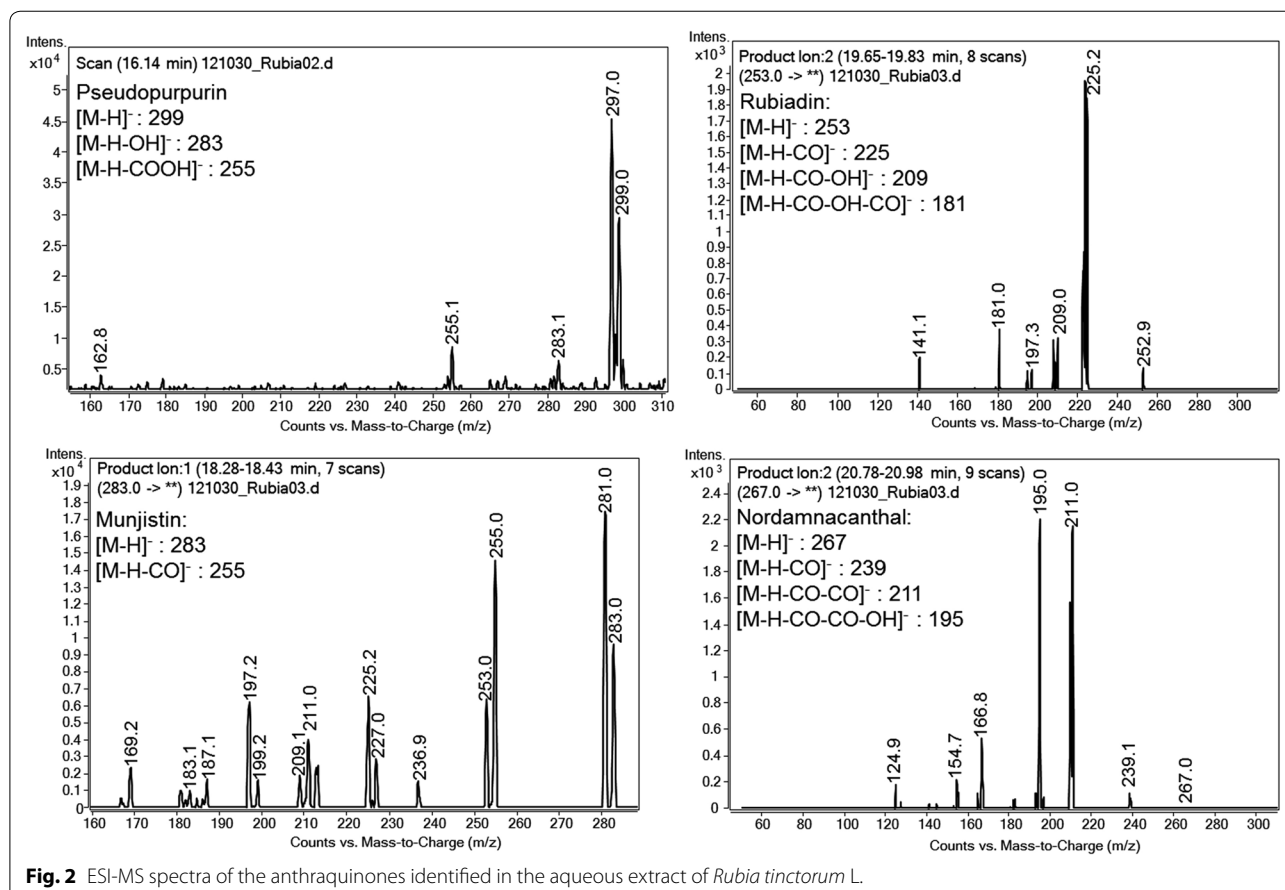 Intens.
x10⁴
Scan (16.14 min) 121030_Rubia02.d
Pseudopurpurin
[M-H]⁻ : 299
[M-H-OH]⁻ : 283
[M-H-COOH]⁻ : 255
5
4.5
4
3.5
3
2.5
2
1.5
1
0.5
162.8
255.1
283.1
297.0
299.0
160 170 180 190 200 210 220 230 240 250 260 270 280 290 300 310
Counts vs. Mass-to-Charge (m/z)
Intens.
x10³
Product Ion:2 (19.65-19.83 min, 8 scans)
(253.0 -> **) 121030_Rubia03.d
Rubiadin:
[M-H]⁻ : 253
[M-H-CO]⁻ : 225
[M-H-CO-OH]⁻ : 209
[M-H-CO-OH-CO]⁻ : 181
2
1.9
1.8
1.7
1.6
1.5
1.4
1.3
1.2
1.1
1
0.9
0.8
0.7
0.6
0.5
0.4
0.3
0.2
0.1
0
141.1
181.0
197.3
209.0
225.2
252.9
60 80 100 120 140 160 180 200 220 240 260 280 300
Counts vs. Mass-to-Charge (m/z)
Intens.
x10⁴
Product Ion:1 (18.28-18.43 min, 7 scans)
(283.0 -> **) 121030_Rubia03.d
Munjistin:
[M-H]⁻ : 283
[M-H-CO]⁻ : 255
1.9
1.8
1.7
1.6
1.5
1.4
1.3
1.2
1.1
1
0.9
0.8
0.7
0.6
0.5
0.4
0.3
0.2
0.1
0
169.2
183.1
187.1
197.2
199.2
209.1
211.0
225.2
227.0
236.9
253.0
255.0
281.0
283.0
160 170 180 190 200 210 220 230 240 250 260 270 280
Counts vs. Mass-to-Charge (m/z)
Intens.
x10³
Product Ion:2 (20.78-20.98 min, 9 scans)
(267.0 -> **) 121030_Rubia03.d
Nordamnacanthal:
[M-H]⁻ : 267
[M-H-CO]⁻ : 239
[M-H-CO-CO]⁻ : 211
[M-H-CO-CO-OH]⁻ : 195
2.4
2.2
2
1.8
1.6
1.4
1.2
1
0.8
0.6
0.4
0.2
0
124.9
154.7
166.8
195.0
211.0
239.1
267.0
60 80 100 120 140 160 180 200 220 240 260 280 300
Counts vs. Mass-to-Charge (m/z)
Fig. 2 ESI-MS spectra of the anthraquinones identified in the aqueous extract of Rubia tinctorum L.